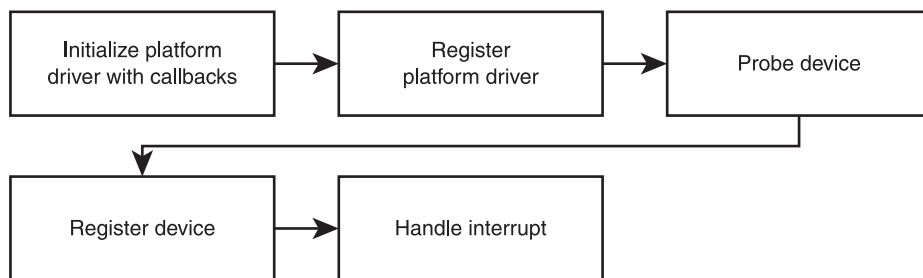 Initialize platform
driver with callbacks
Register
platform driver
Probe device
Register device
Handle interrupt